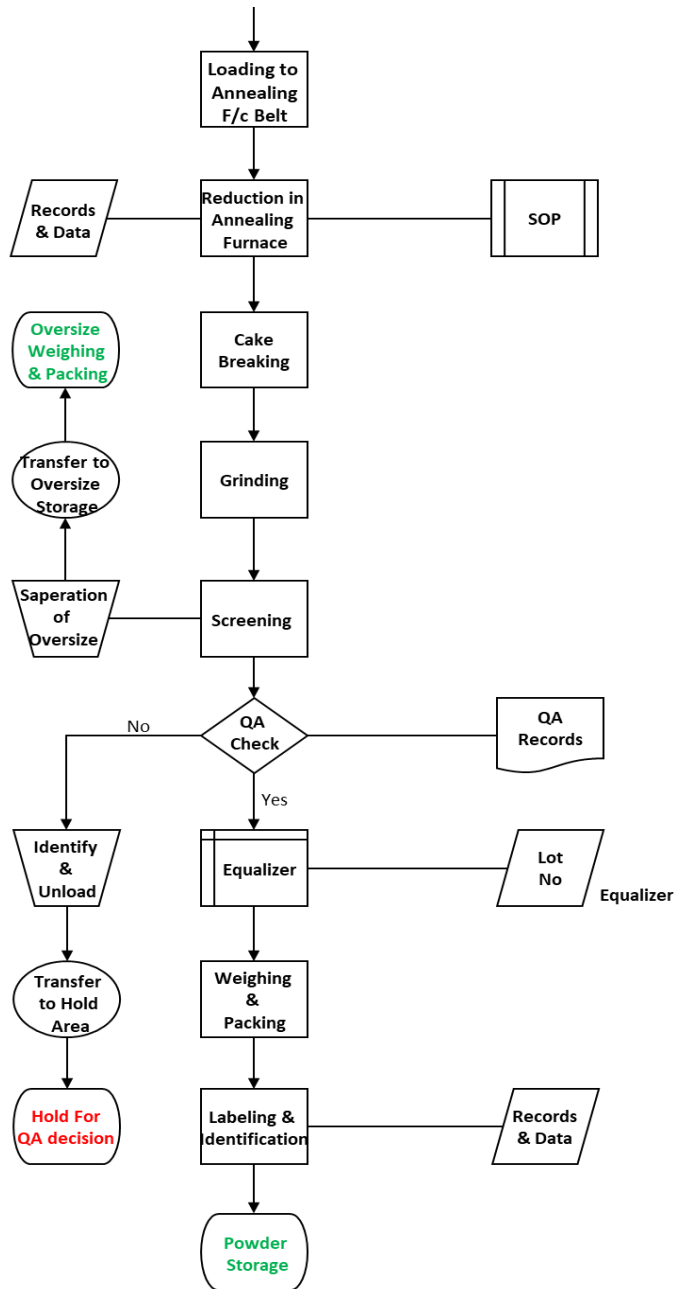 Loading to
Annealing
F/c Belt
Records
& Data
Reduction in
Annealing
Furnace
SOP
Oversize
Weighing
& Packing
Cake
Breaking
Transfer to
Oversize
Storage
Grinding
Saperation
of
Oversize
Screening
No
QA
Check
QA
Records
Yes
Identify
&
Unload
Equalizer
Lot
No
Equalizer
Transfer
to Hold
Area
Weighing
&
Packing
Hold For
QA decision
Labeling &
Identification
Records
& Data
Powder
Storage